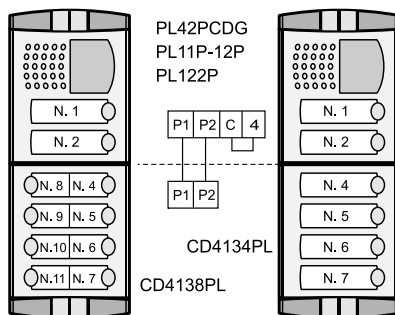 PL42PCDG
PL11P-12P
PL122P
N. 1
N. 2
N. 8 N. 4
N. 9 N. 5
N.10 N. 6
N.11 N. 7
P1 P2 C 4
P1 P2
CD4134PL
CD4138PL
N. 1
N. 2
N. 4
N. 5
N. 6
N. 7